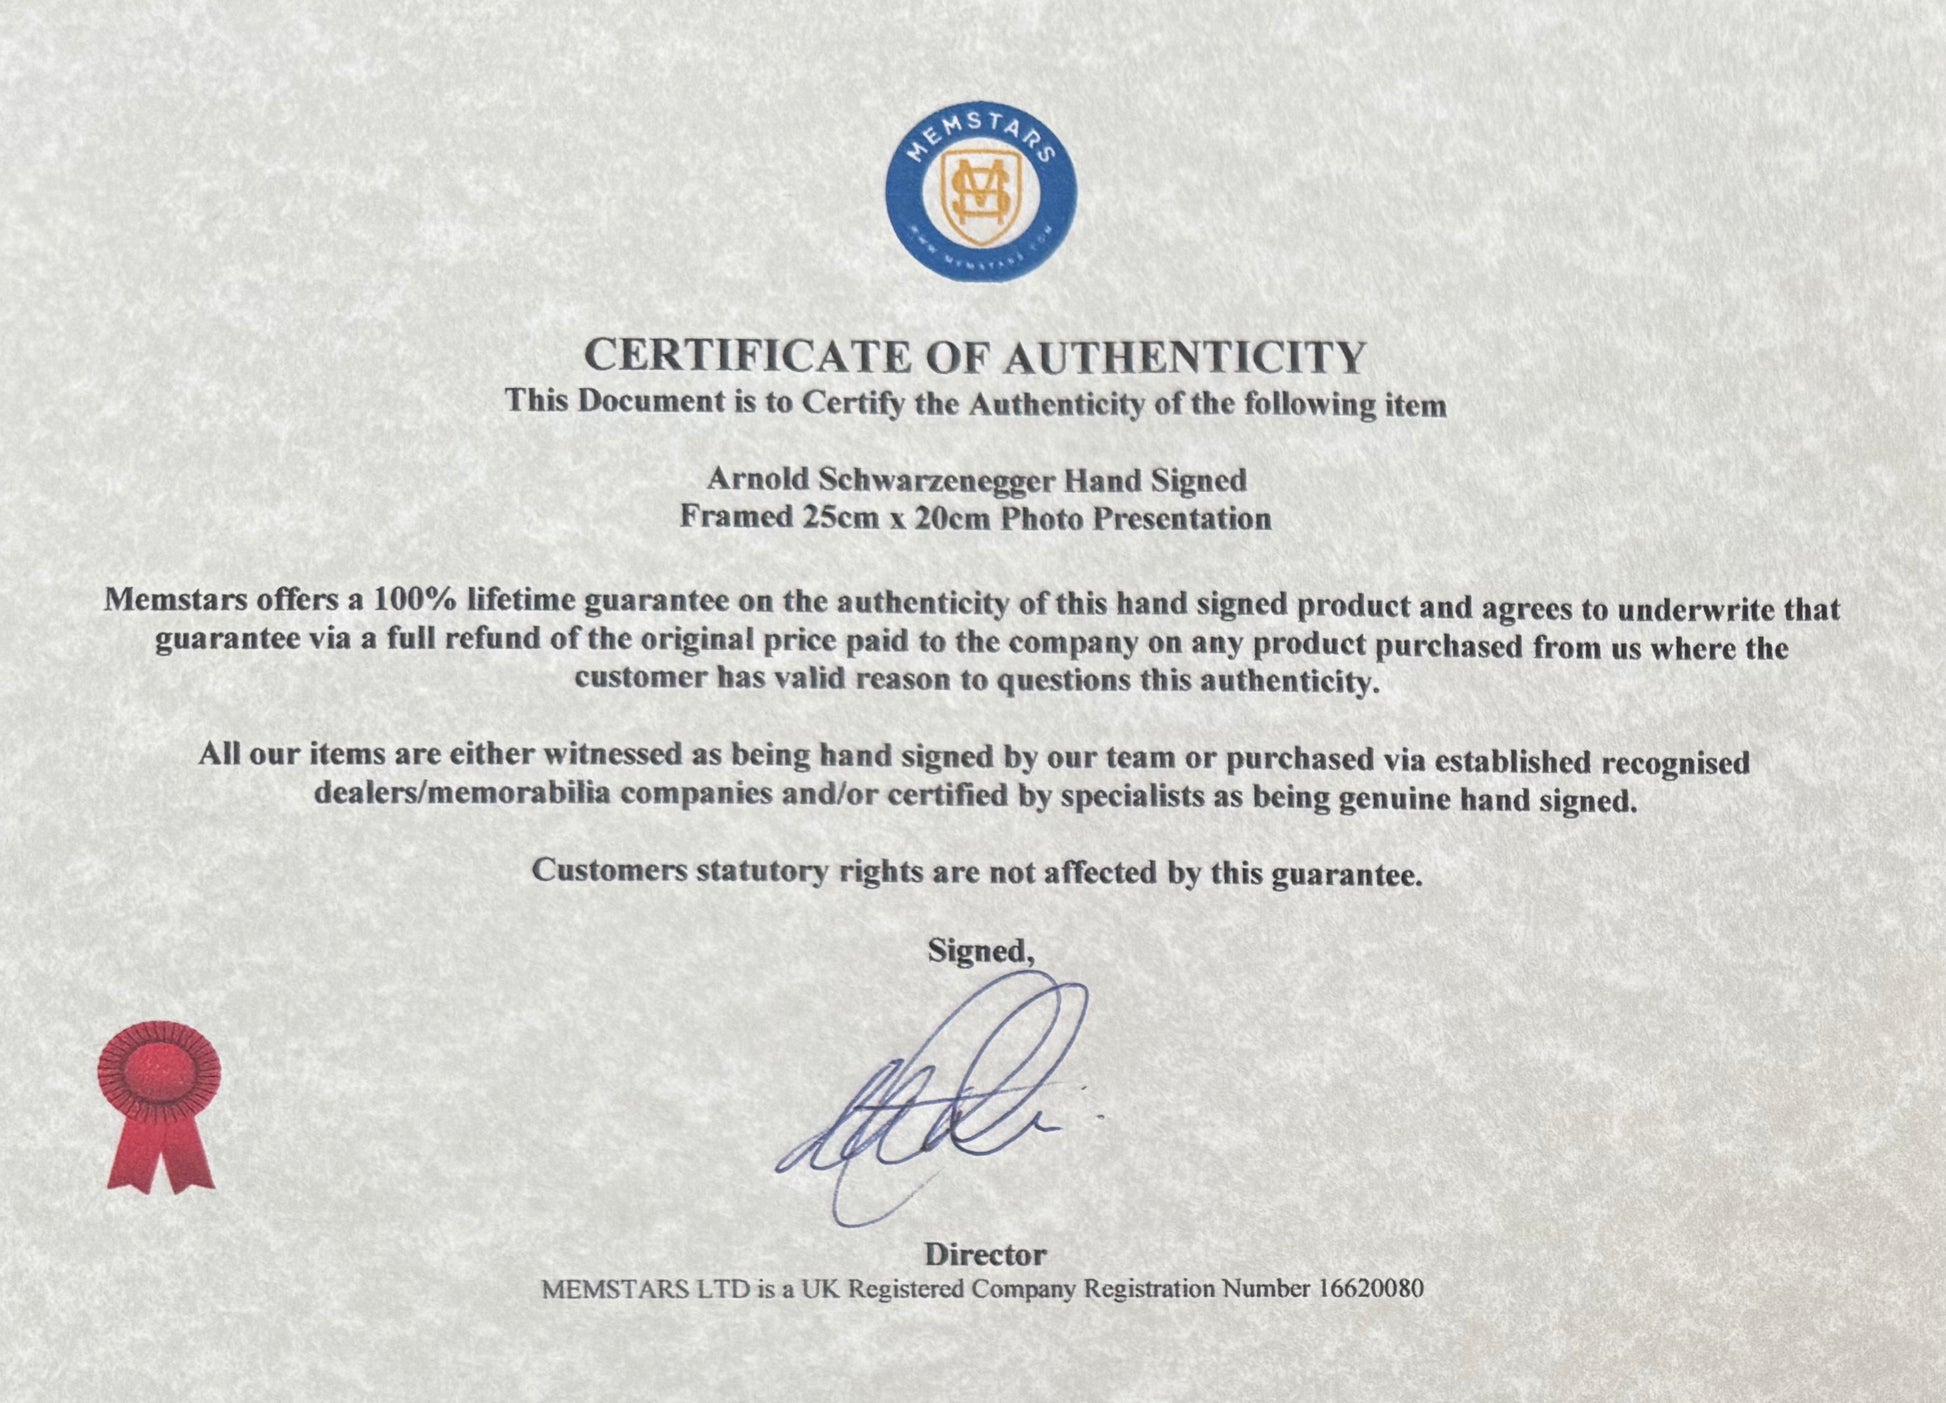 MEMSTARS
WWW.MEMSTARS.COM
CERTIFICATE OF AUTHENTICITY
This Document is to Certify the Authenticity of the following item
Arnold Schwarzenegger Hand Signed
Framed 25cm x 20cm Photo Presentation
Memstars offers a 100% lifetime guarantee on the authenticity of this hand signed product and agrees to underwrite that
guarantee via a full refund of the original price paid to the company on any product purchased from us where the
customer has valid reason to questions this authenticity.
All our items are either witnessed as being hand signed by our team or purchased via established recognised
dealers/memorabilia companies and/or certified by specialists as being genuine hand signed.
Customers statutory rights are not affected by this guarantee.
Signed,
Director
MEMSTARS LTD is a UK Registered Company Registration Number 16620080